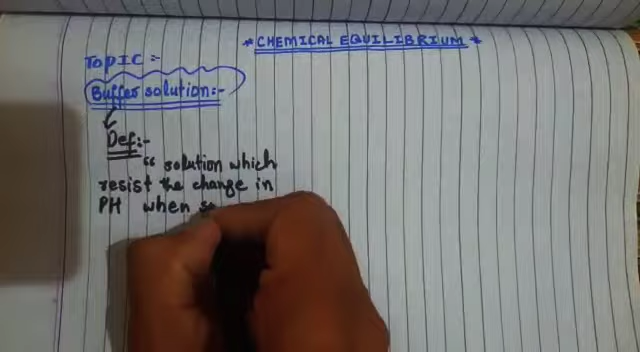 * CHEMICAL EQUILIBRIUM *
TOPIC :-
Buffer solution:-
Def:-
“ solution which
resist the change in
PH when